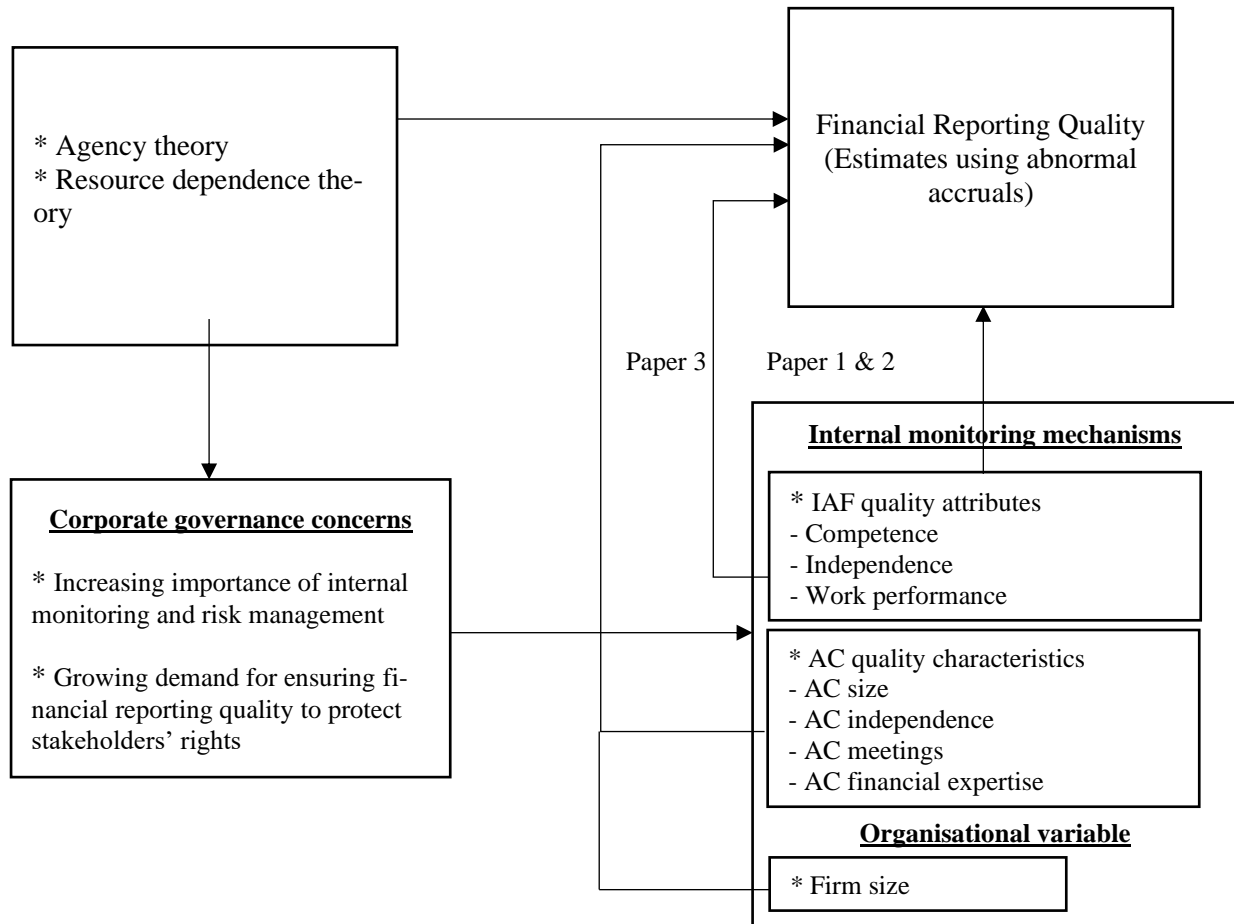 * Agency theory
* Resource dependence the-
ory
Financial Reporting Quality
(Estimates using abnormal
accruals)
Paper 3
Paper 1 & 2
Corporate governance concerns
* Increasing importance of internal
monitoring and risk management
* Growing demand for ensuring fi-
nancial reporting quality to protect
stakeholders’ rights
Internal monitoring mechanisms
* IAF quality attributes
- Competence
- Independence
- Work performance
* AC quality characteristics
- AC size
- AC independence
- AC meetings
- AC financial expertise
Organisational variable
* Firm size